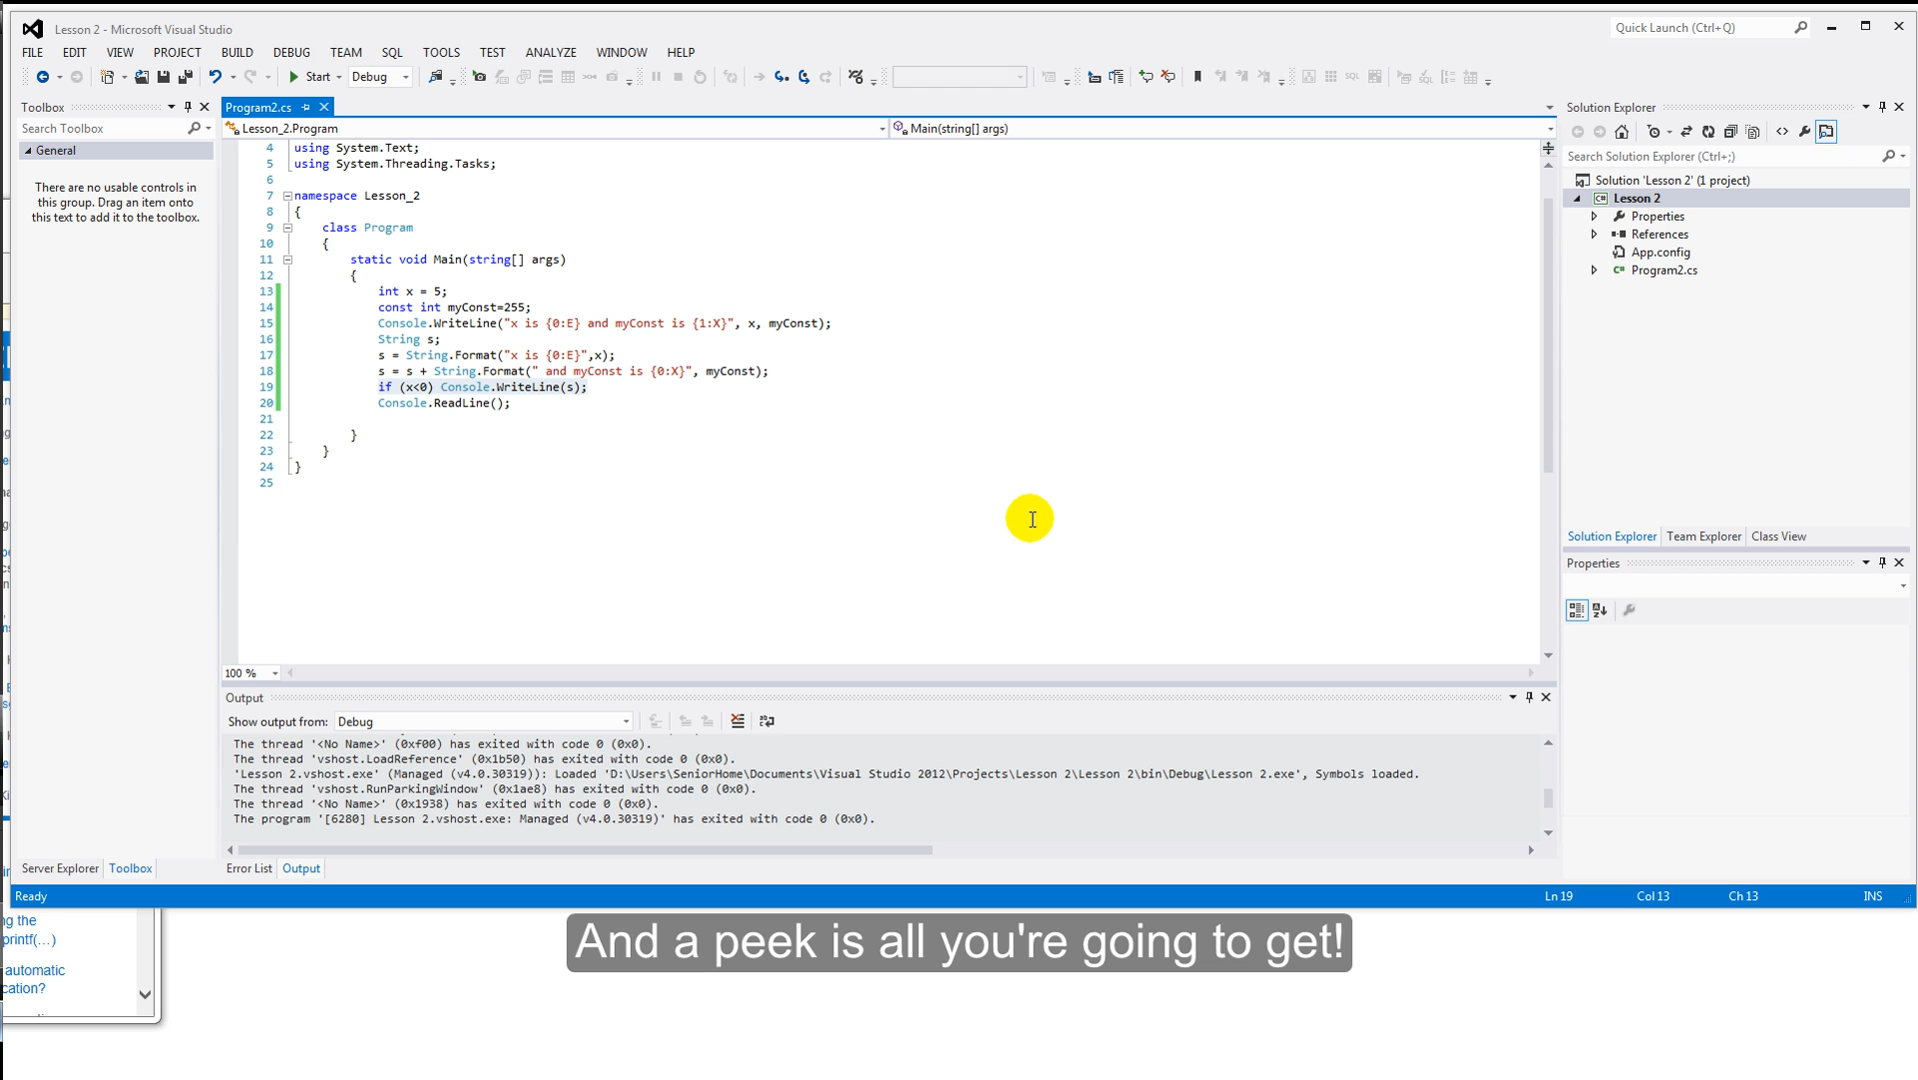 Lesson 2 - Microsoft Visual Studio
Quick Launch (Ctrl+Q)
FILE EDIT VIEW PROJECT BUILD DEBUG TEAM SQL TOOLS TEST ANALYZE WINDOW HELP
Start Debug
Toolbox
Search Toolbox
General
There are no usable controls in
this group. Drag an item onto
this text to add it to the toolbox.
Server Explorer Toolbox
Program2.cs
Lesson_2.Program Main(string[] args)
4 using System.Text;
5 using System.Threading.Tasks;
6
7 namespace Lesson_2
8 {
9 class Program
10 {
11 static void Main(string[] args)
12 {
13 int x = 5;
14 const int myConst=255;
15 Console.WriteLine("x is {0:E} and myConst is {1:X}", x, myConst);
16 String s;
17 s = String.Format("x is {0:E}",x);
18 s = s + String.Format(" and myConst is {0:X}", myConst);
19 if (x<0) Console.WriteLine(s);
20 Console.ReadLine();
21
22 }
23 }
24 }
25
100 %
Output
Show output from: Debug
The thread '<No Name>' (0xf00) has exited with code 0 (0x0).
The thread 'vshost.LoadReference' (0x1b50) has exited with code 0 (0x0).
'Lesson 2.vshost.exe' (Managed (v4.0.30319)): Loaded 'D:\Users\SeniorHome\Documents\Visual Studio 2012\Projects\Lesson 2\Lesson 2\bin\Debug\Lesson 2.exe', Symbols loaded.
The thread 'vshost.RunParkingWindow' (0x1ae8) has exited with code 0 (0x0).
The thread '<No Name>' (0x1938) has exited with code 0 (0x0).
The program '[6280] Lesson 2.vshost.exe: Managed (v4.0.30319)' has exited with code 0 (0x0).
Error List Output
Solution Explorer
Search Solution Explorer (Ctrl+;)
Solution 'Lesson 2' (1 project)
C# Lesson 2
Properties
References
App.config
C# Program2.cs
Solution Explorer Team Explorer Class View
Properties
Ready Ln 19 Col 13 Ch 13 INS
ng the
printf(…)
automatic
cation?
And a peek is all you're going to get!